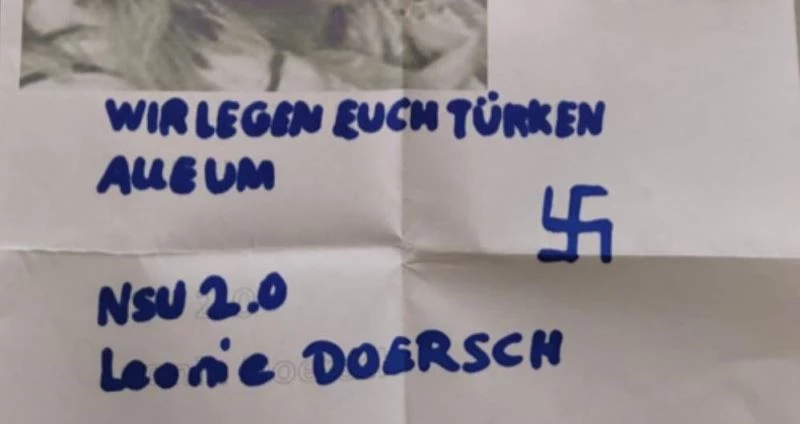 WIR LEGEN EUCH TÜRKEN
ALLE UM
NSU 2.0
Leonie DOERSCH